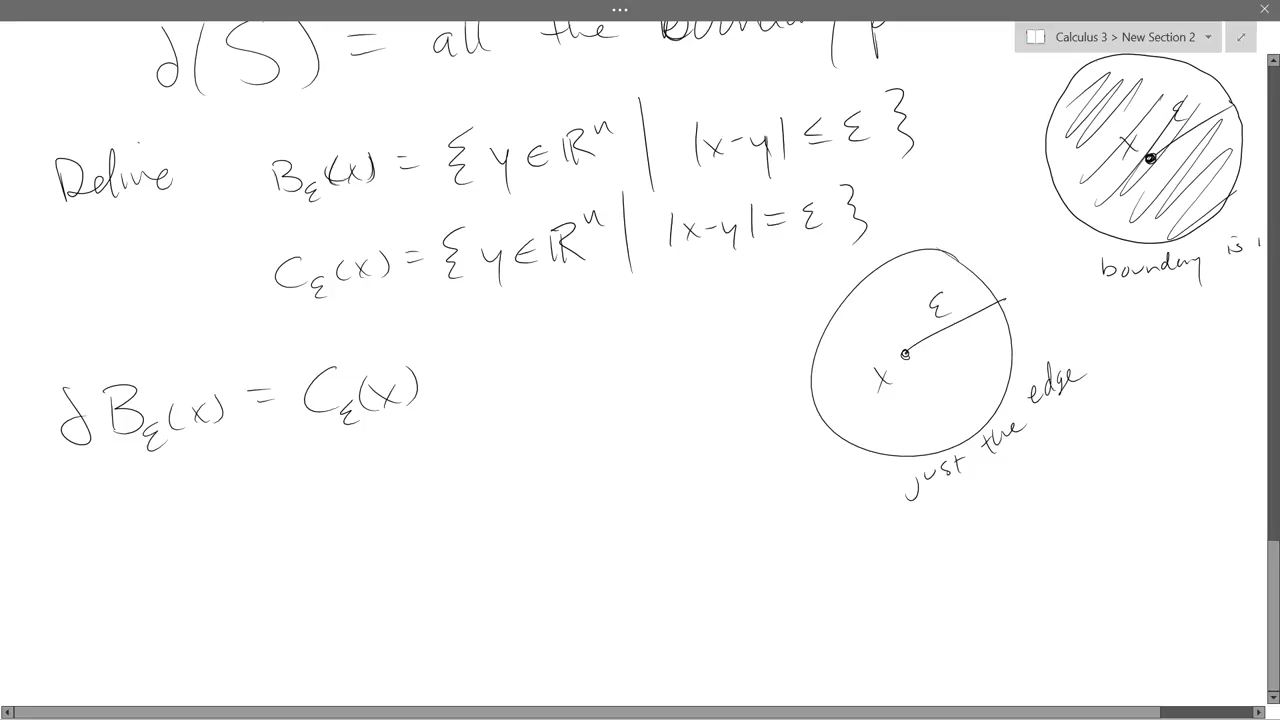 ∂(S) = all the boundary p
Calculus 3 > New Section 2
Define B_ε(x) = { y ∈ ℝⁿ | |x-y| ≤ ε }
C_ε(x) = { y ∈ ℝⁿ | |x-y| = ε }
x ε
boundary is
ε
x
just the edge
∂B_ε(x) = C_ε(x)